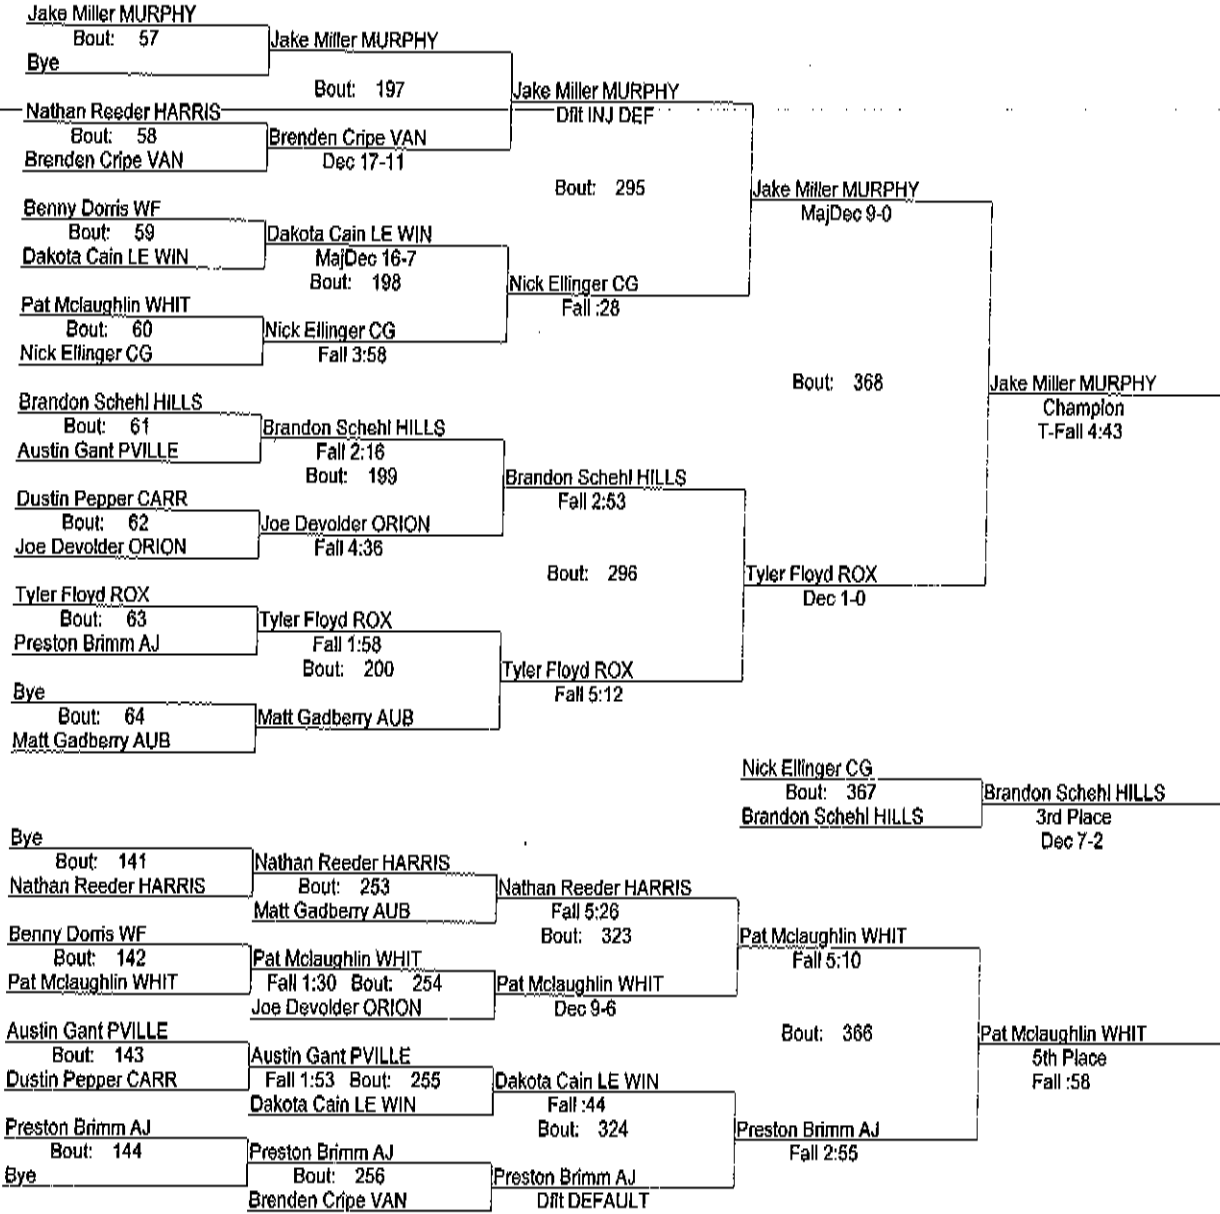 Jake Miller MURPHY
Bout: 57
Bye
Jake Miller MURPHY
Bout: 197
Nathan Reeder HARRIS
Bout: 58
Brenden Cripe VAN
Brenden Cripe VAN
Dec 17-11
Jake Miller MURPHY
Dflt INJ DEF
Bout: 295
Benny Dorris WF
Bout: 59
Dakota Cain LE WIN
Dakota Cain LE WIN
MajDec 16-7
Bout: 198
Pat Mclaughlin WHIT
Bout: 60
Nick Ellinger CG
Nick Ellinger CG
Fall 3:58
Nick Ellinger CG
Fall :28
Jake Miller MURPHY
MajDec 9-0
Bout: 368
Jake Miller MURPHY
Champion
T-Fall 4:43
Brandon Schehl HILLS
Bout: 61
Austin Gant PVILLE
Brandon Schehl HILLS
Fall 2:16
Bout: 199
Dustin Pepper CARR
Bout: 62
Joe Devolder ORION
Joe Devolder ORION
Fall 4:36
Brandon Schehl HILLS
Fall 2:53
Bout: 296
Tyler Floyd ROX
Bout: 63
Preston Brimm AJ
Tyler Floyd ROX
Fall 1:58
Bout: 200
Bye
Bout: 64
Matt Gadberry AUB
Matt Gadberry AUB
Tyler Floyd ROX
Fall 5:12
Tyler Floyd ROX
Dec 1-0
Nick Ellinger CG
Bout: 367
Brandon Schehl HILLS
Brandon Schehl HILLS
3rd Place
Dec 7-2
Bye
Bout: 141
Nathan Reeder HARRIS
Nathan Reeder HARRIS
Bout: 253
Matt Gadberry AUB
Nathan Reeder HARRIS
Fall 5:26
Bout: 323
Benny Dorris WF
Bout: 142
Pat Mclaughlin WHIT
Pat Mclaughlin WHIT
Fall 1:30 Bout: 254
Joe Devolder ORION
Pat Mclaughlin WHIT
Dec 9-6
Pat Mclaughlin WHIT
Fall 5:10
Bout: 366
Pat Mclaughlin WHIT
5th Place
Fall :58
Austin Gant PVILLE
Bout: 143
Dustin Pepper CARR
Austin Gant PVILLE
Fall 1:53 Bout: 255
Dakota Cain LE WIN
Dakota Cain LE WIN
Fall :44
Bout: 324
Preston Brimm AJ
Bout: 144
Bye
Preston Brimm AJ
Bout: 256
Brenden Cripe VAN
Preston Brimm AJ
Dflt DEFAULT
Preston Brimm AJ
Fall 2:55